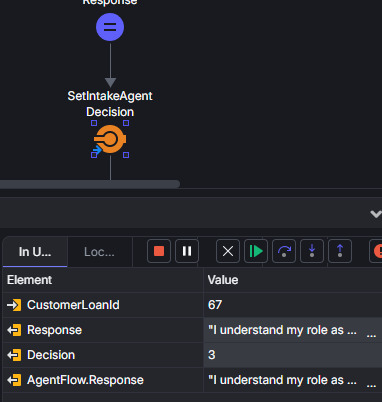 Response
SetIntakeAgent
Decision
In U...
Loc...
Element
Value
CustomerLoanId
67
Response
"I understand my role as ... ...
Decision
3
AgentFlow.Response
"I understand my role as ... ...